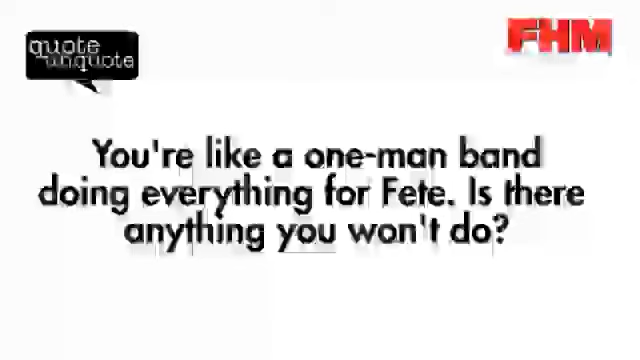 quote
unquote
FHM
You're like a one-man band
doing everything for Fete. Is there
anything you won't do?